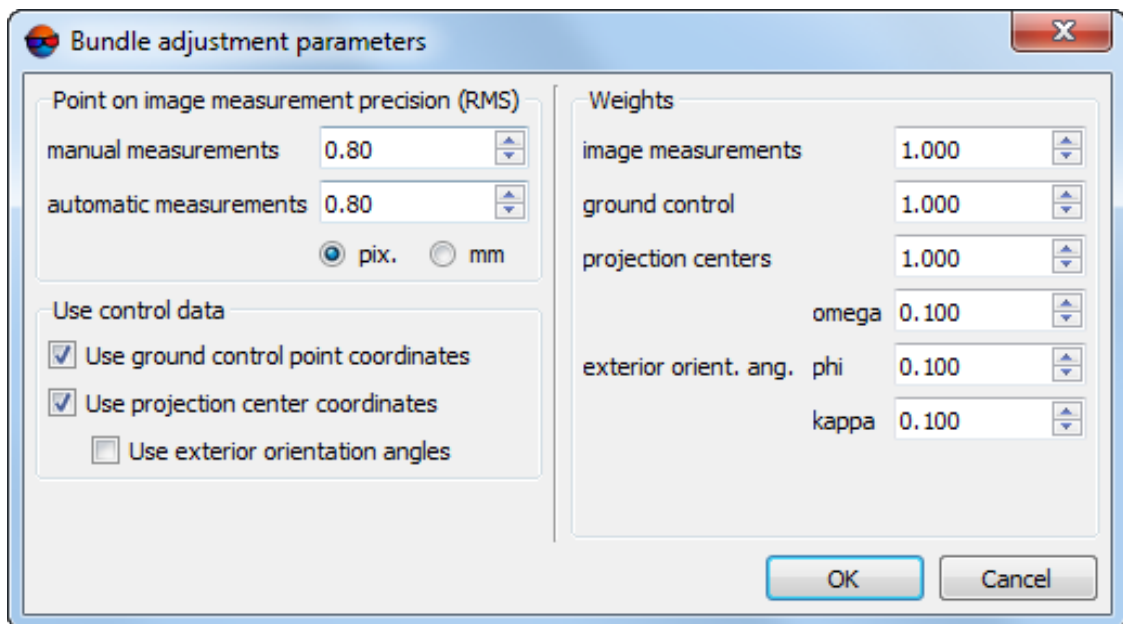 Bundle adjustment parameters
Point on image measurement precision (RMS)
manual measurements 0.80
automatic measurements 0.80
pix. mm
Use control data
Use ground control point coordinates
Use projection center coordinates
Use exterior orientation angles
Weights
image measurements 1.000
ground control 1.000
projection centers 1.000
omega 0.100
exterior orient. ang. phi 0.100
kappa 0.100
OK Cancel